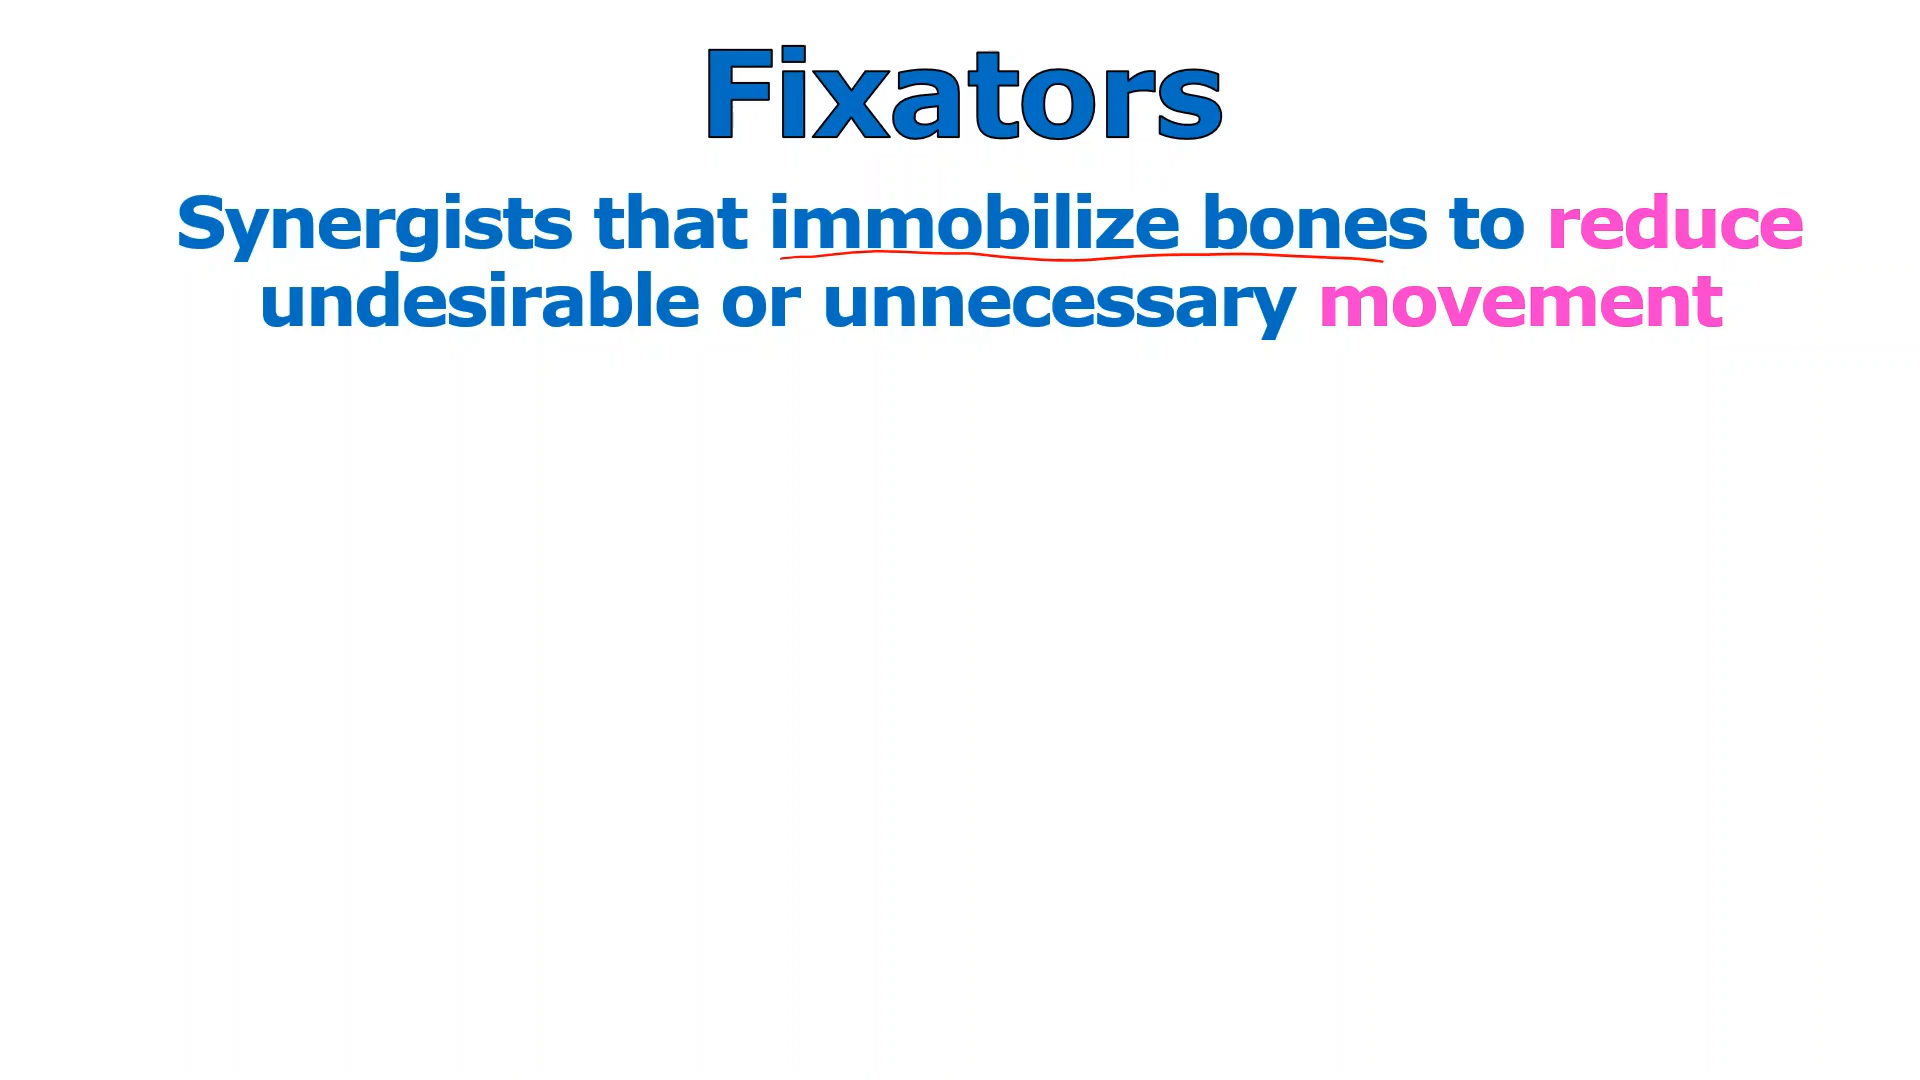 Fixators
Synergists that immobilize bones to reduce
undesirable or unnecessary movement